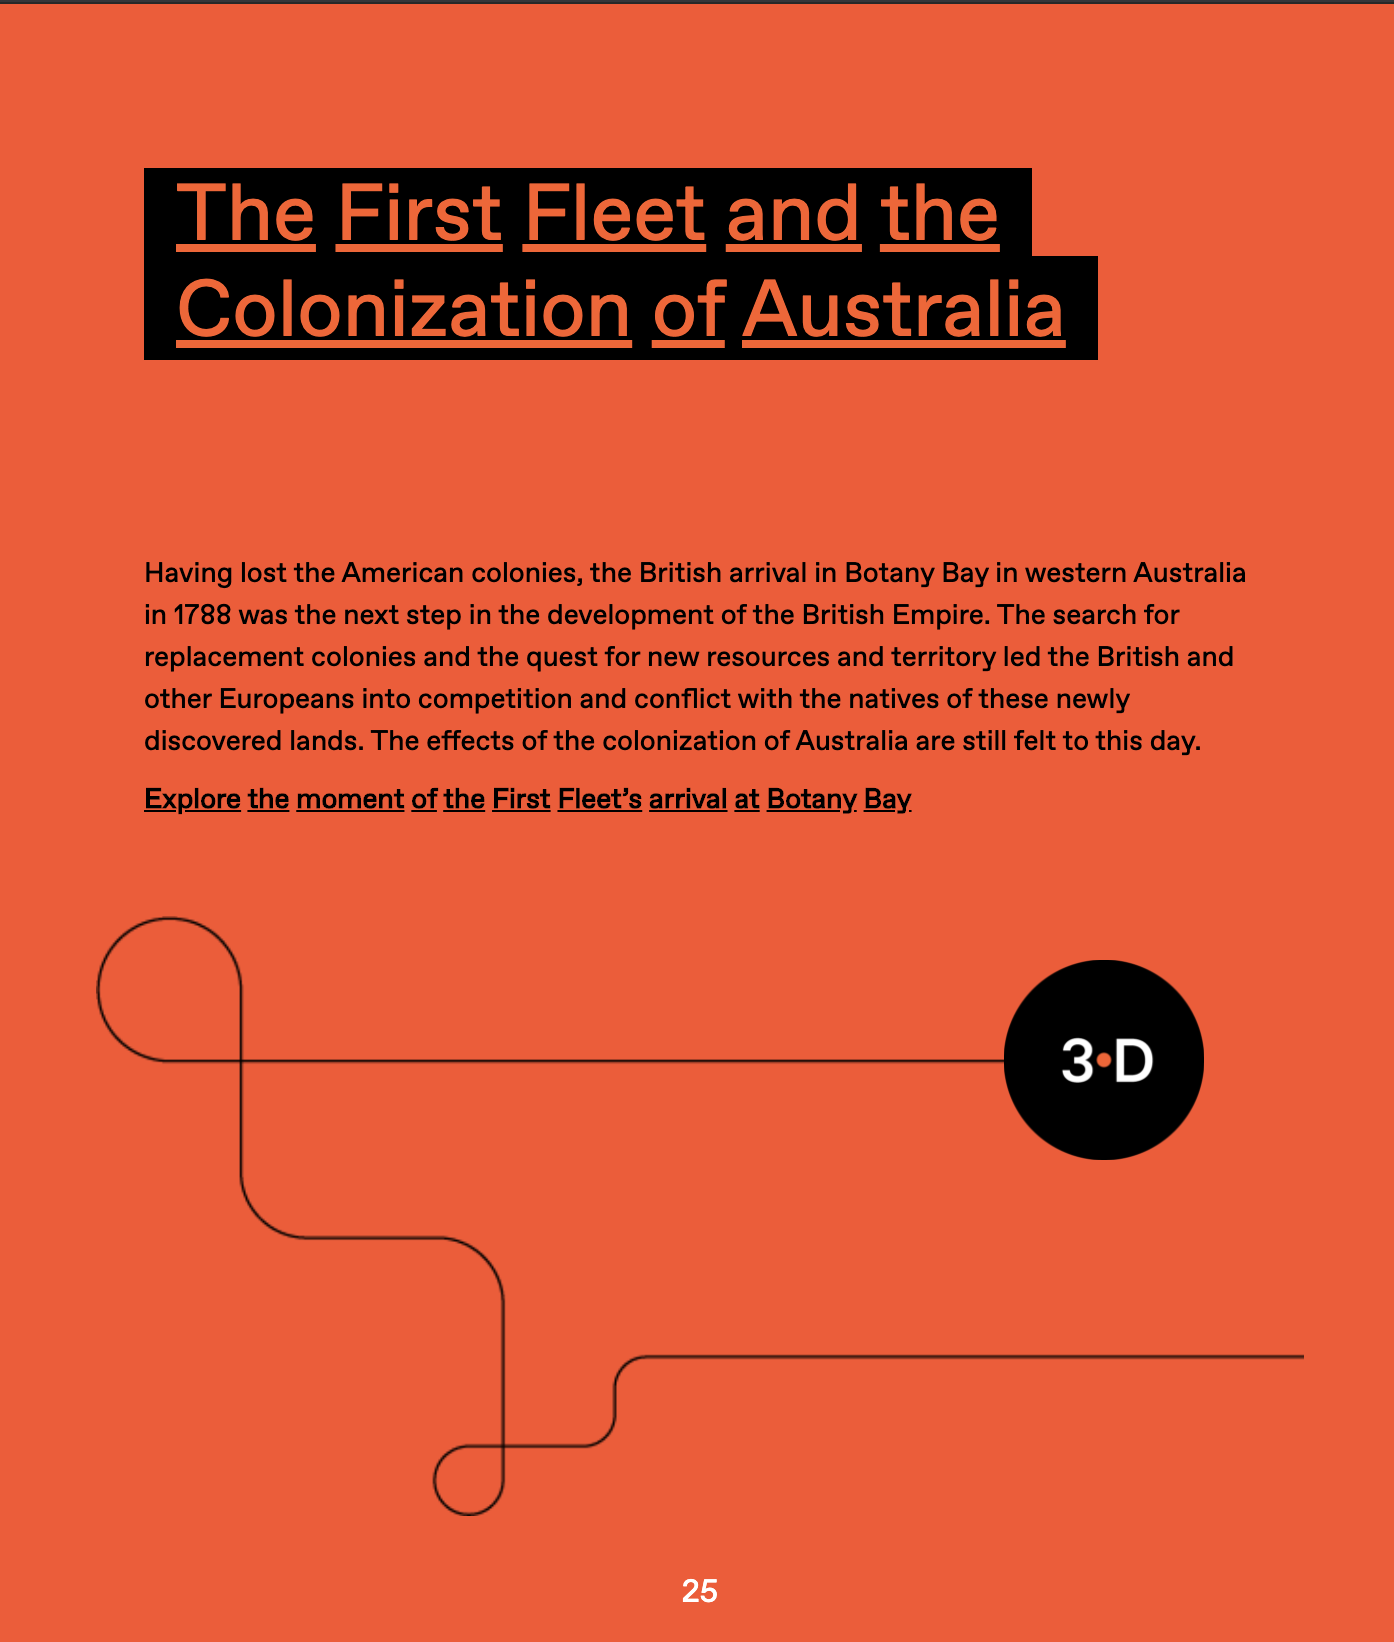 The First Fleet and the
Colonization of Australia
Having lost the American colonies, the British arrival in Botany Bay in western Australia
in 1788 was the next step in the development of the British Empire. The search for
replacement colonies and the quest for new resources and territory led the British and
other Europeans into competition and conflict with the natives of these newly
discovered lands. The effects of the colonization of Australia are still felt to this day.
Explore the moment of the First Fleet’s arrival at Botany Bay
3•D
25